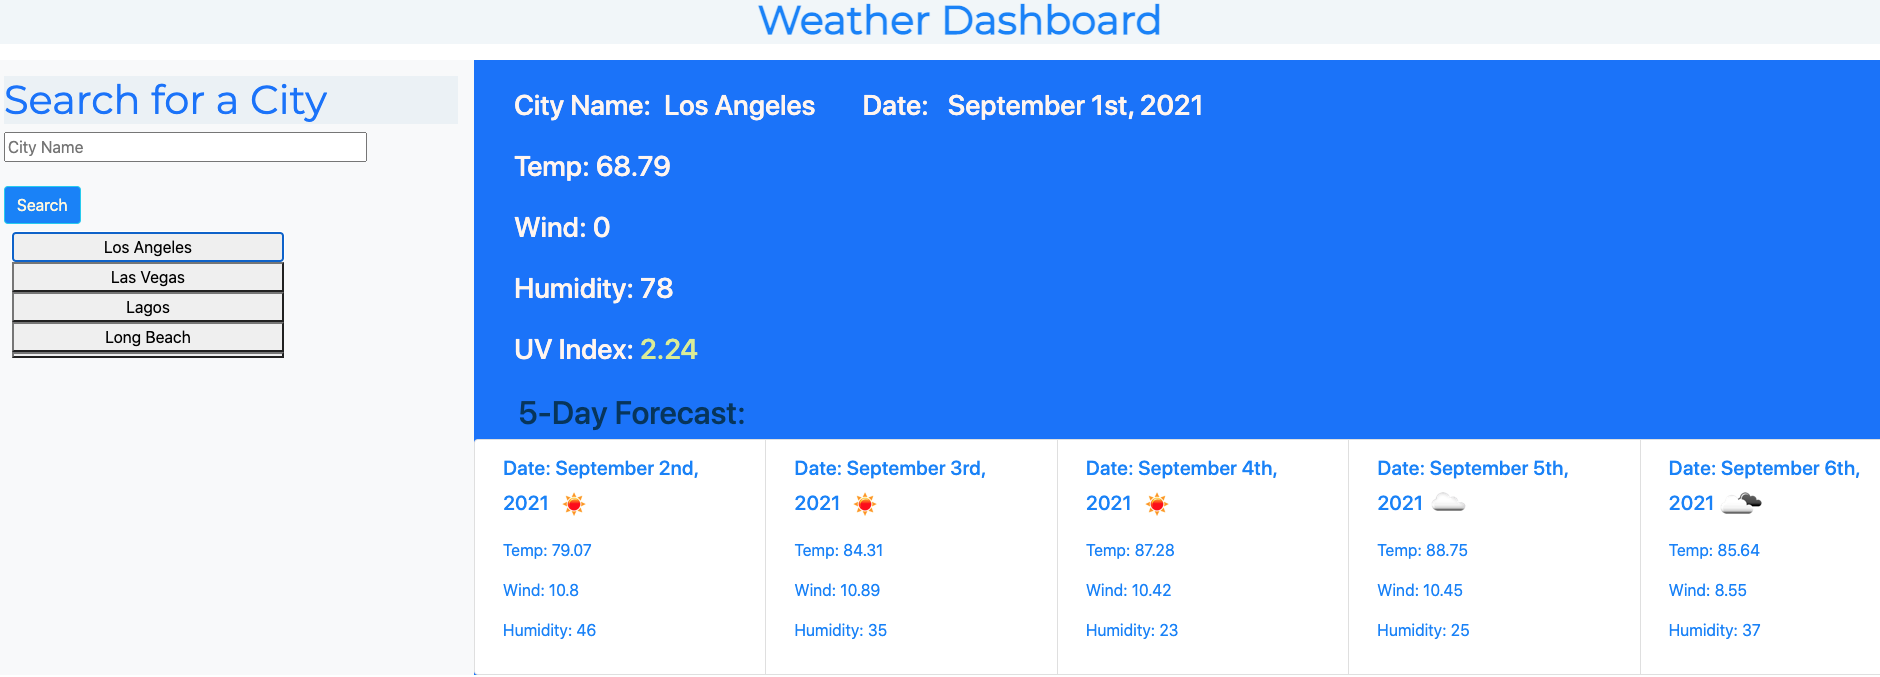 Weather Dashboard
Search for a City
City Name
Search
Los Angeles
Las Vegas
Lagos
Long Beach
City Name: Los Angeles Date: September 1st, 2021
Temp: 68.79
Wind: 0
Humidity: 78
UV Index: 2.24
5-Day Forecast:
Date: September 2nd,
2021
Temp: 79.07
Wind: 10.8
Humidity: 46
Date: September 3rd,
2021
Temp: 84.31
Wind: 10.89
Humidity: 35
Date: September 4th,
2021
Temp: 87.28
Wind: 10.42
Humidity: 23
Date: September 5th,
2021
Temp: 88.75
Wind: 10.45
Humidity: 25
Date: September 6th,
2021
Temp: 85.64
Wind: 8.55
Humidity: 37